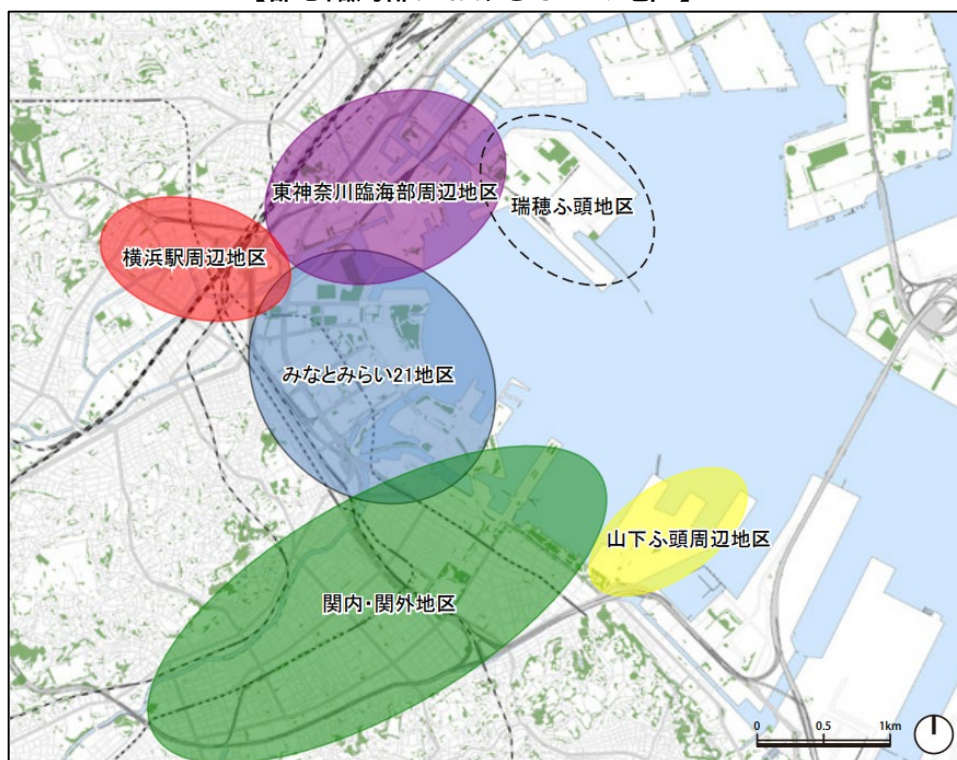 東神奈川臨海部周辺地区
瑞穂ふ頭地区
横浜駅周辺地区
みなとみらい21地区
山下ふ頭周辺地区
関内・関外地区
0 0.5 1km